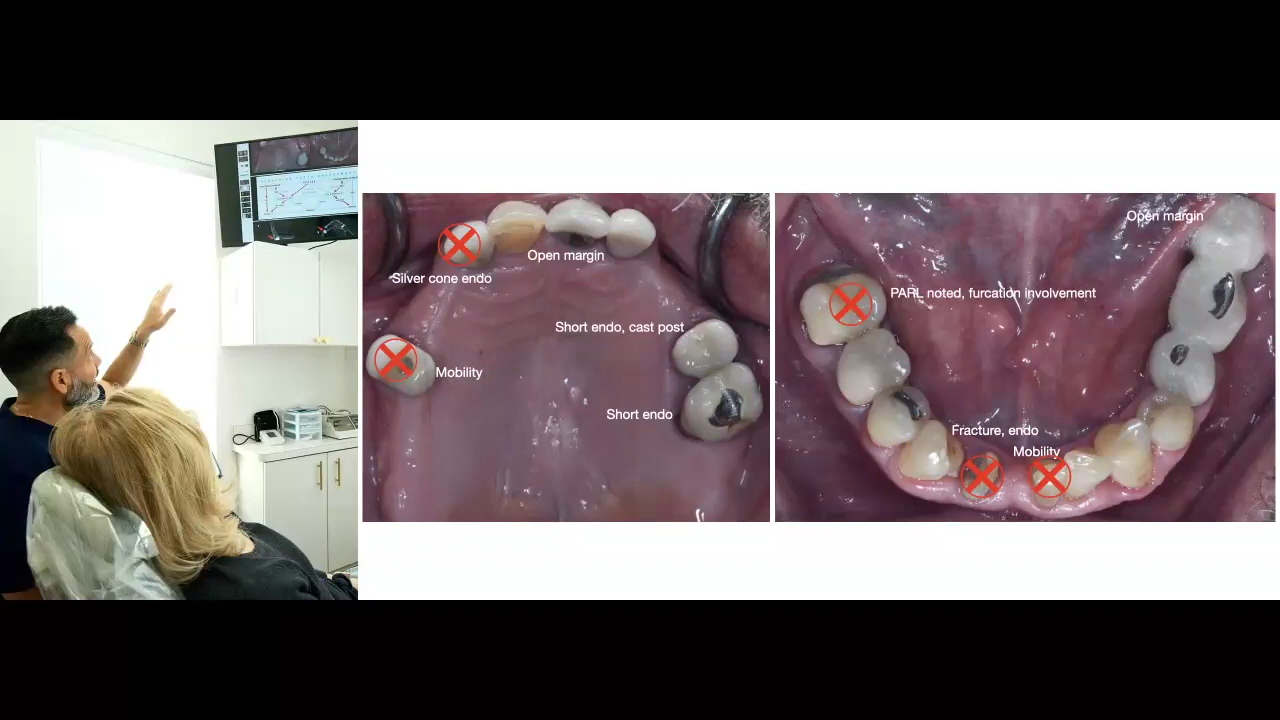 Open margin
Silver cone endo
Short endo, cast post
Mobility
Short endo
Open margin
PARL noted, furcation involvement
Fracture, endo
Mobility